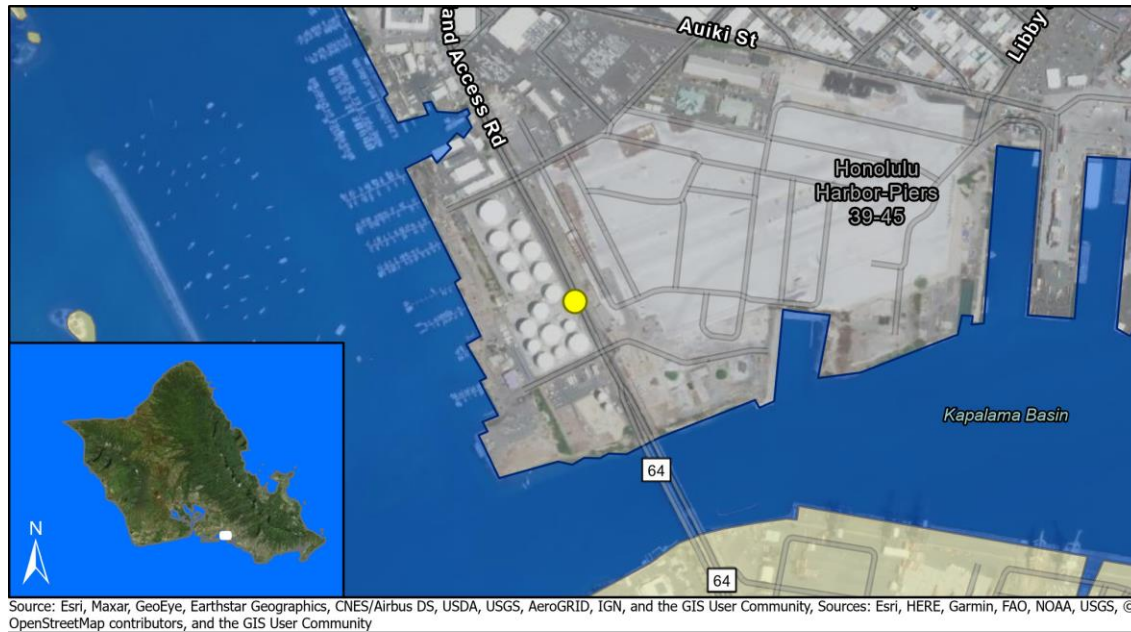 Auiki St
Libby
and Access Rd
Honolulu
Harbor-Piers
39-45
Kapalama Basin
64
64
N
Source: Esri, Maxar, GeoEye, Earthstar Geographics, CNES/Airbus DS, USDA, USGS, AeroGRID, IGN, and the GIS User Community, Sources: Esri, HERE, Garmin, FAO, NOAA, USGS, ©
OpenStreetMap contributors, and the GIS User Community